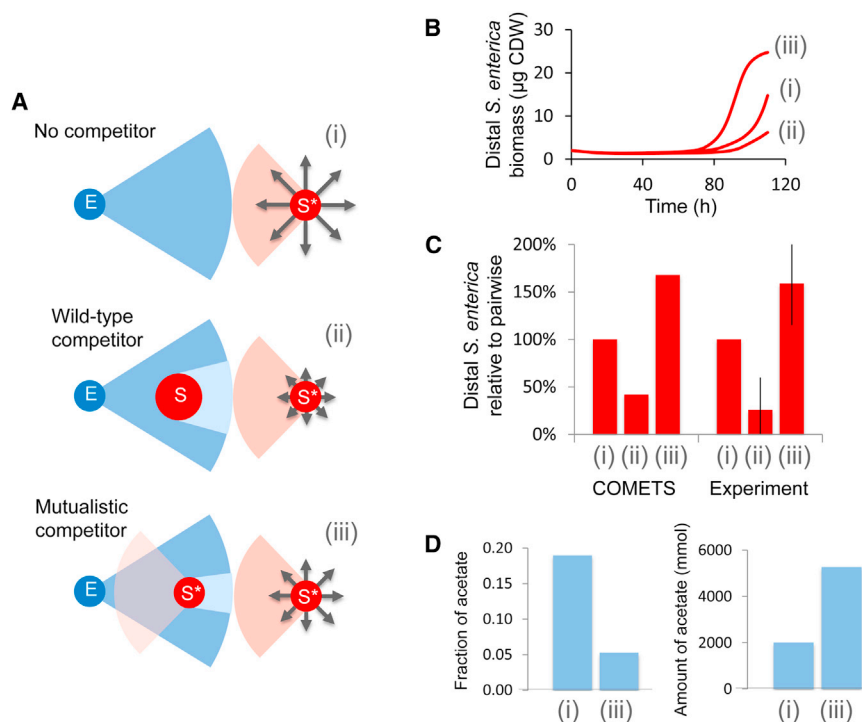 A
No competitor
(i)
E
S*
Wild-type
competitor
(ii)
E
S
S*
Mutualistic
competitor
(iii)
E
S*
S*
B
Distal S. enterica
biomass (µg CDW)
30
20
10
0
0
40
80
120
Time (h)
(iii)
(i)
(ii)
C
Distal S. enterica
relative to pairwise
200%
150%
100%
50%
0%
(i) (ii) (iii) (i) (ii) (iii)
COMETS Experiment
D
Fraction of acetate
0.20
0.15
0.10
0.05
0.00
(i) (iii)
Amount of acetate (mmol)
6000
4000
2000
0
(i) (iii)